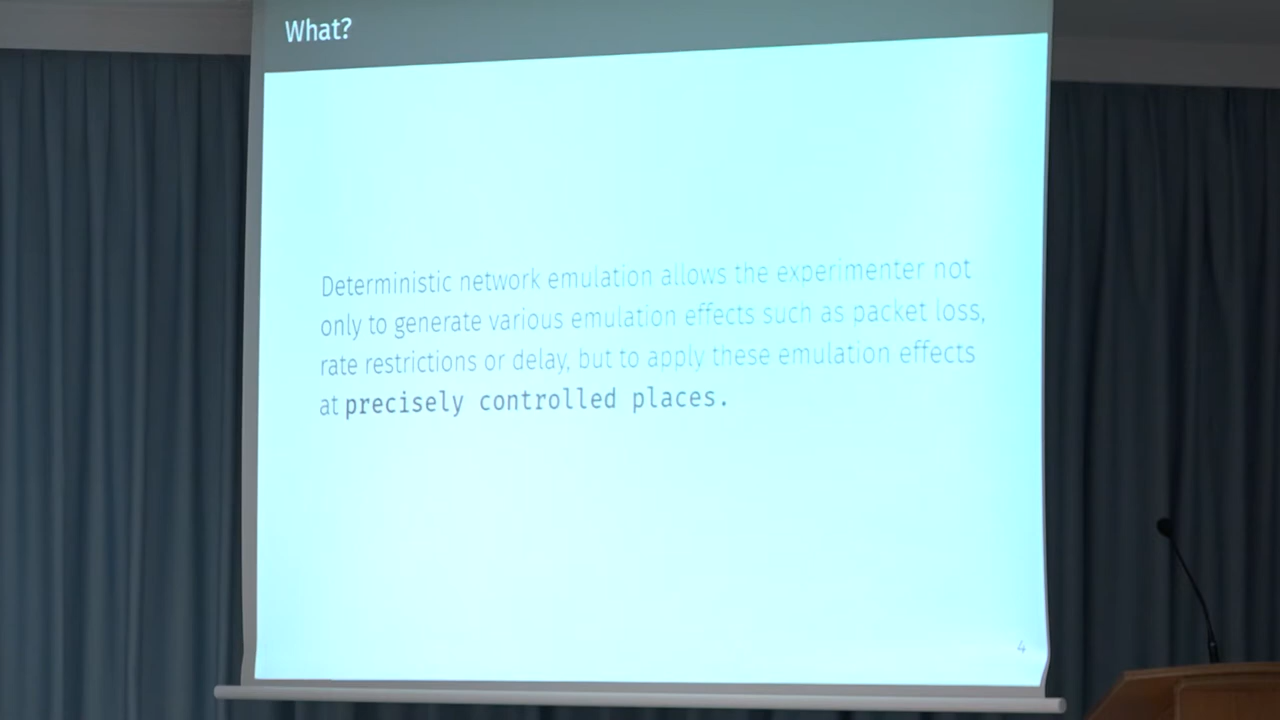 What?
Deterministic network emulation allows the experimenter not
only to generate various emulation effects such as packet loss,
rate restrictions or delay, but to apply these emulation effects
at precisely controlled places.
4